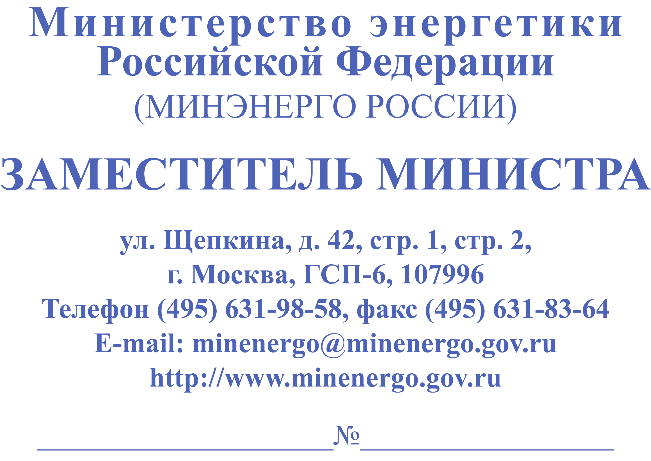 Министерство энергетики
Российской Федерации
(МИНЭНЕРГО РОССИИ)
ЗАМЕСТИТЕЛЬ МИНИСТРА
ул. Щепкина, д. 42, стр. 1, стр. 2,
г. Москва, ГСП-6, 107996
Телефон (495) 631-98-58, факс (495) 631-83-64
E-mail: minenergo@minenergo.gov.ru
http://www.minenergo.gov.ru
____________________№__________________